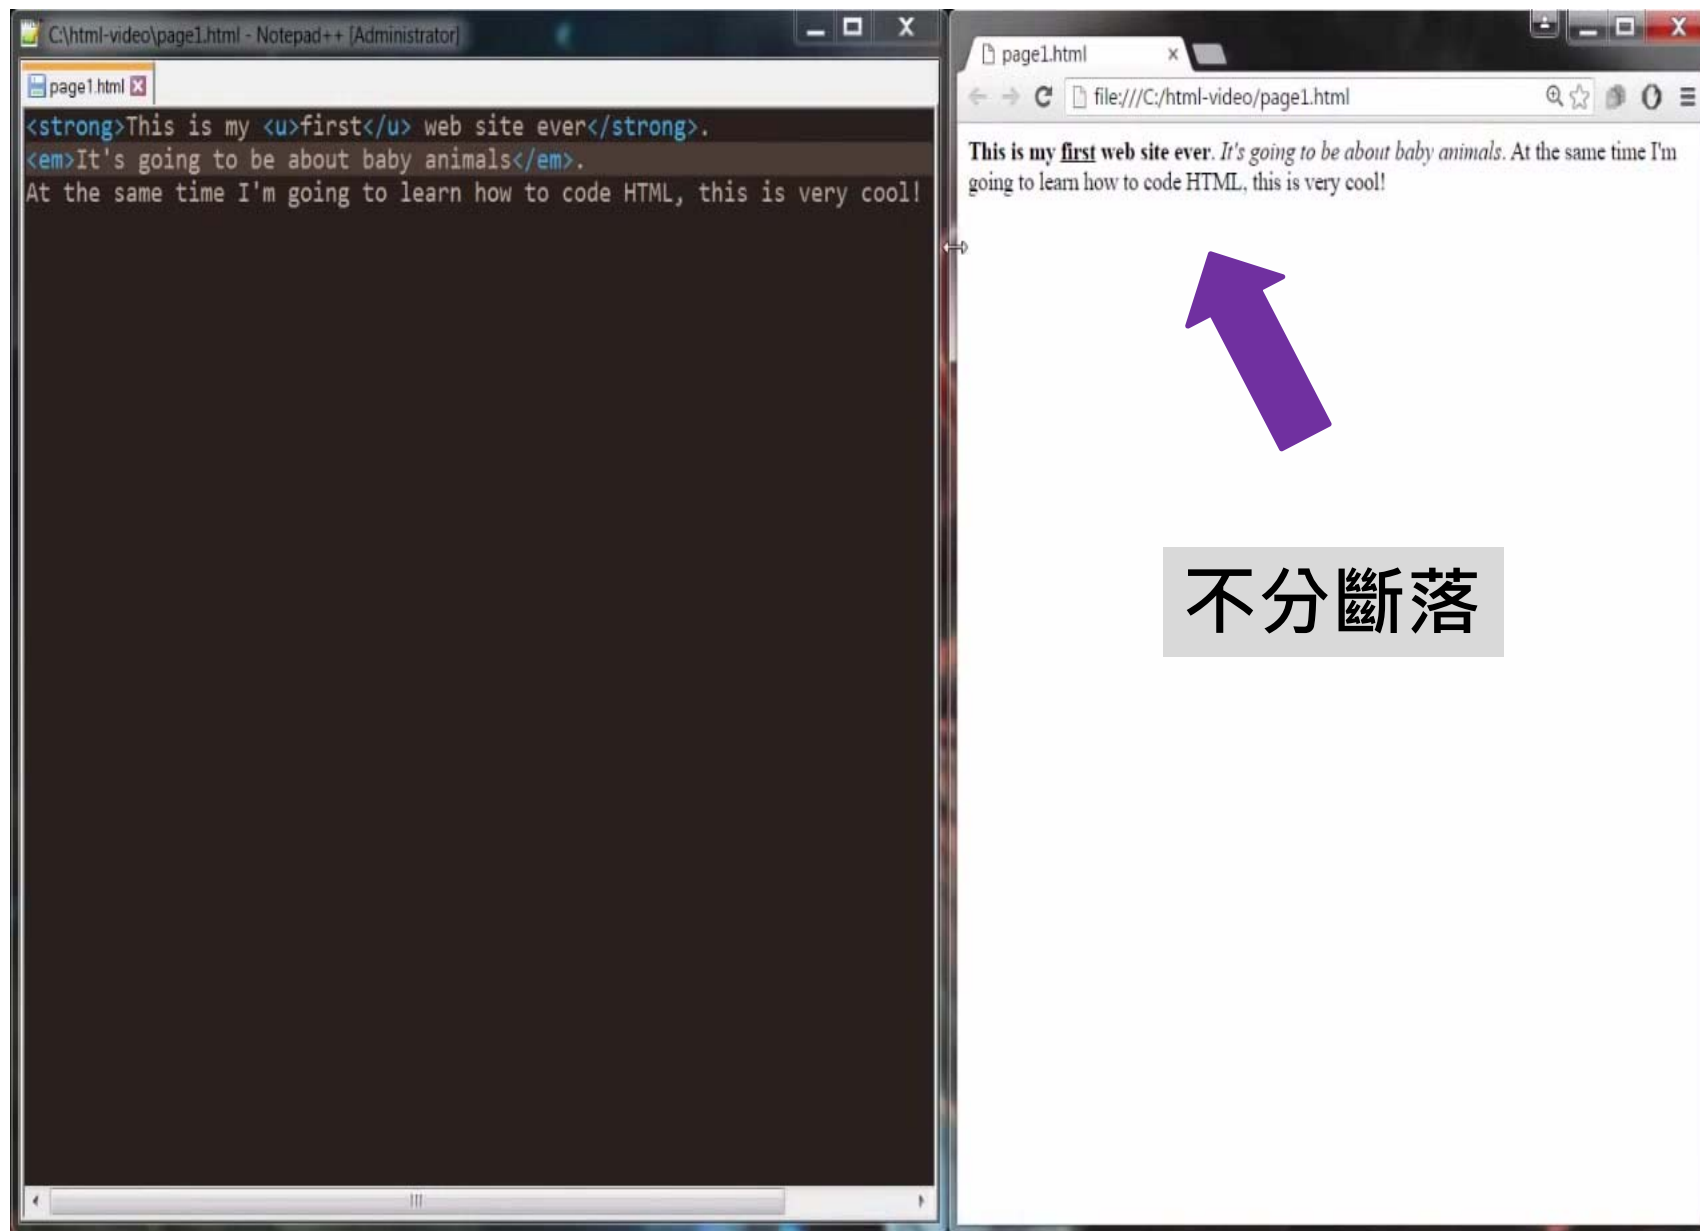 C:\html-video\page1.html - Notepad++ [Administrator]
page1.html
<strong>This is my <u>first</u> web site ever</strong>.
<em>It's going to be about baby animals</em>.
At the same time I'm going to learn how to code HTML, this is very cool!
page1.html
file:///C:/html-video/page1.html
This is my first web site ever. It's going to be about baby animals. At the same time I'm
going to learn how to code HTML, this is very cool!
不分斷落